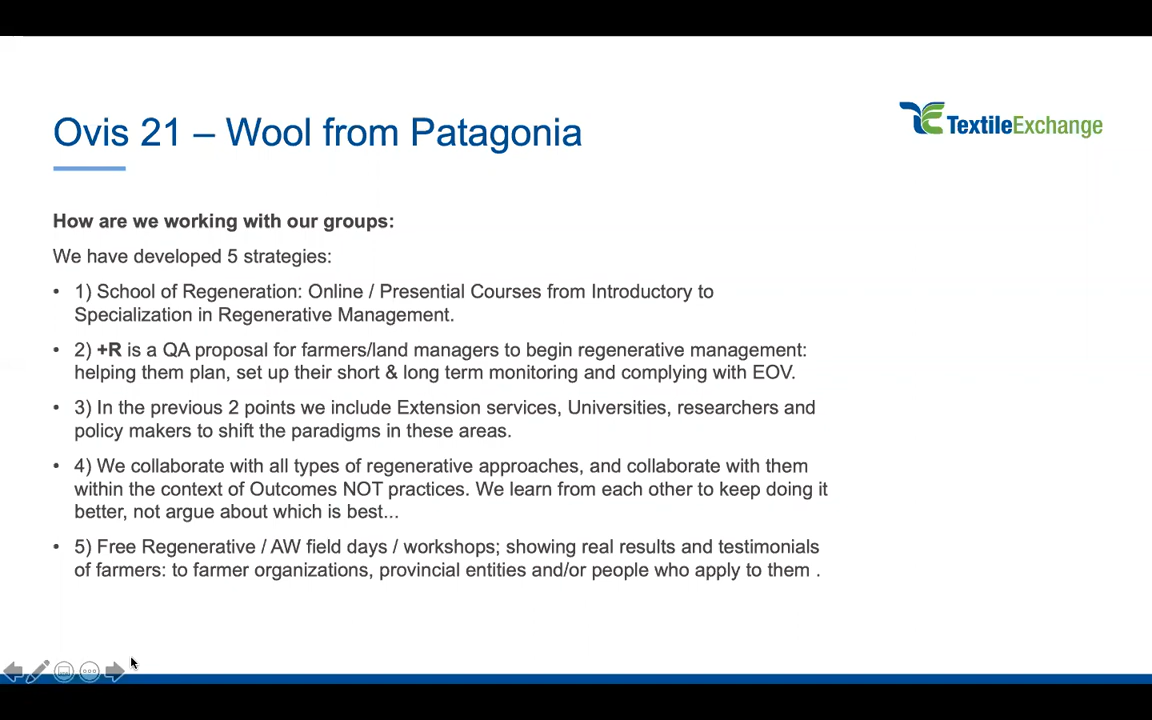 Ovis 21 – Wool from Patagonia
TextileExchange
How are we working with our groups:
We have developed 5 strategies:
• 1) School of Regeneration: Online / Presential Courses from Introductory to
Specialization in Regenerative Management.
• 2) +R is a QA proposal for farmers/land managers to begin regenerative management:
helping them plan, set up their short & long term monitoring and complying with EOV.
• 3) In the previous 2 points we include Extension services, Universities, researchers and
policy makers to shift the paradigms in these areas.
• 4) We collaborate with all types of regenerative approaches, and collaborate with them
within the context of Outcomes NOT practices. We learn from each other to keep doing it
better, not argue about which is best...
• 5) Free Regenerative / AW field days / workshops; showing real results and testimonials
of farmers: to farmer organizations, provincial entities and/or people who apply to them .